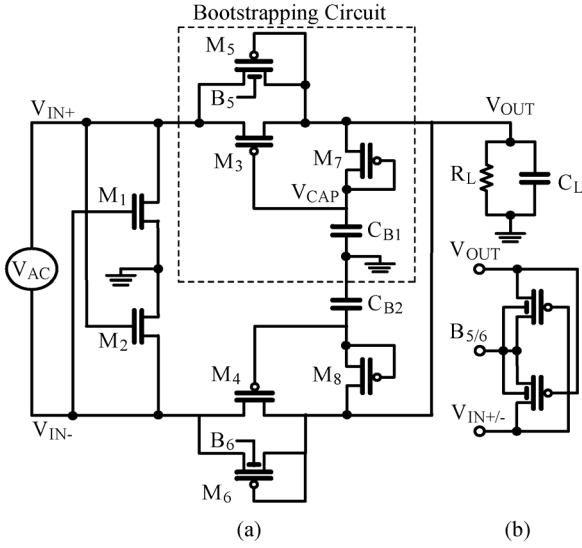 Bootstrapping Circuit
M5
B5
VIN+
VOUT
M3
M7
RL
CL
M1
VCAP
CB1
VAC
VOUT
M2
CB2
B5/6
M4
M8
VIN-
VIN+/-
B6
M6
(a)
(b)